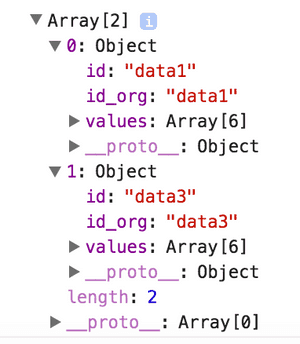 Array[2] i
0: Object
id: "data1"
id_org: "data1"
values: Array[6]
__proto__: Object
1: Object
id: "data3"
id_org: "data3"
values: Array[6]
__proto__: Object
length: 2
__proto__: Array[0]